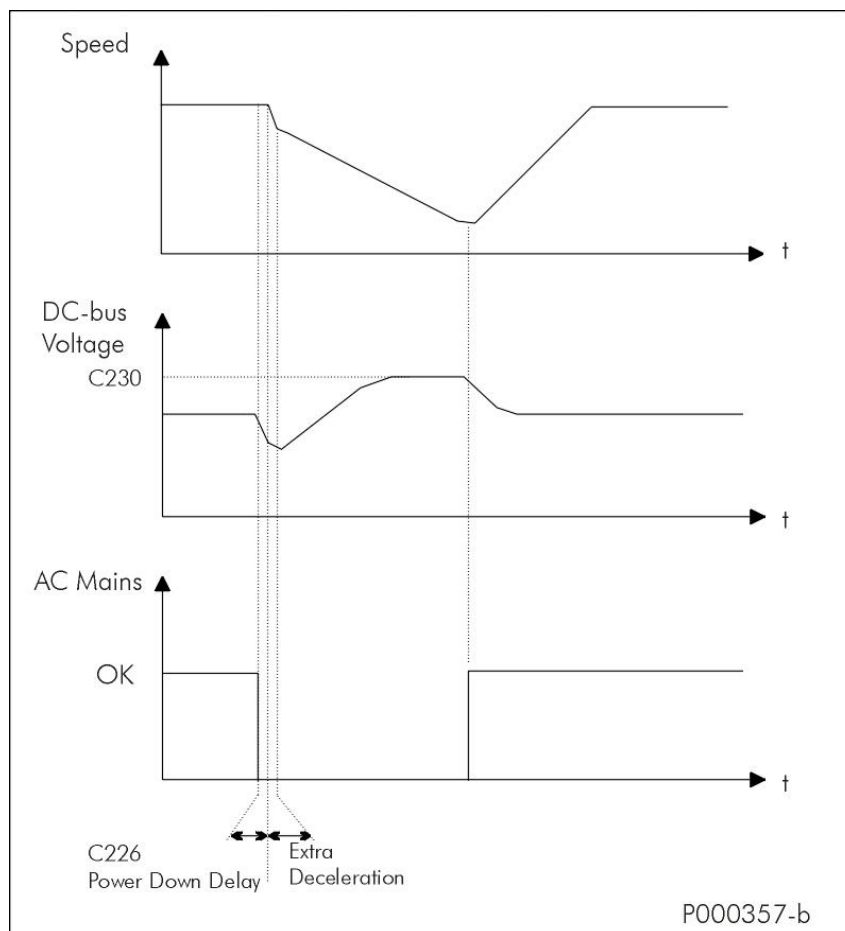 Speed
t
DC-bus
Voltage
C230
t
AC Mains
OK
t
C226
Power Down Delay
Extra
Deceleration
P000357-b